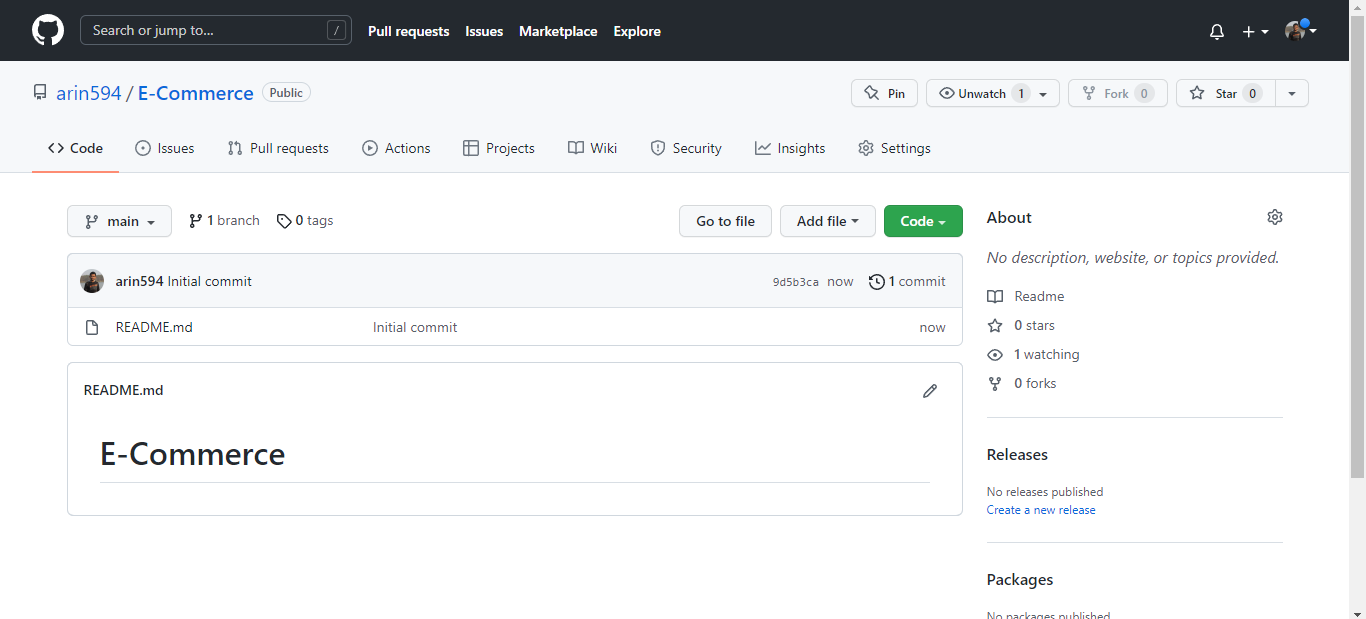 Search or jump to... /
Pull requests Issues Marketplace Explore
arin594 / E-Commerce Public
Pin Unwatch 1 Fork 0 Star 0
Code Issues Pull requests Actions Projects Wiki Security Insights Settings
main 1 branch 0 tags Go to file Add file Code
arin594 Initial commit 9d5b3ca now 1 commit
README.md Initial commit now
README.md
E-Commerce
About
No description, website, or topics provided.
Readme
0 stars
1 watching
0 forks
Releases
No releases published
Create a new release
Packages
No packages published